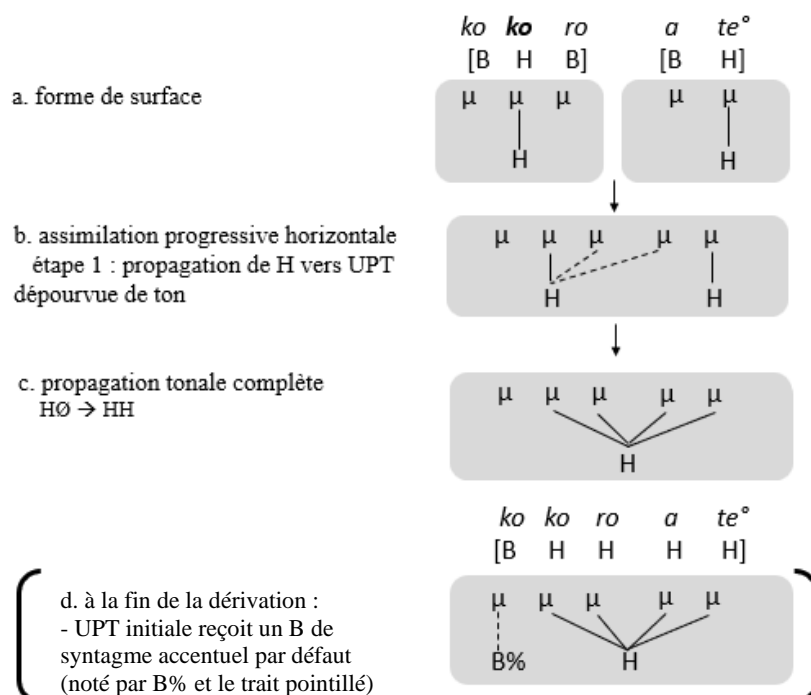 ko ko ro a te°
[B H B] [B H]
a. forme de surface
μ μ μ μ μ
H H
b. assimilation progressive horizontale
étape 1 : propagation de H vers UPT
dépourvue de ton
μ μ μ μ μ
H H
c. propagation tonale complète
HØ → HH
μ μ μ μ μ
H
ko ko ro a te°
[B H H H H]
d. à la fin de la dérivation :
- UPT initiale reçoit un B de
syntagme accentuel par défaut
(noté par B% et le trait pointillé)
μ μ μ μ μ
B% H